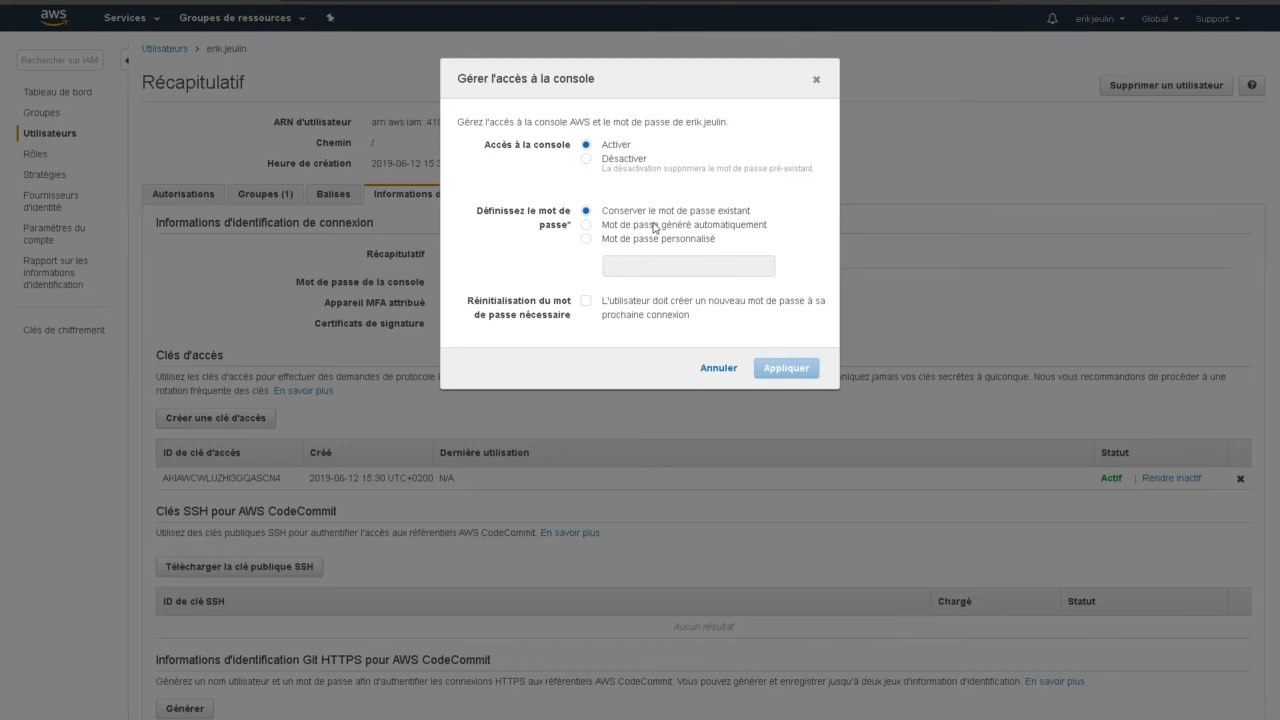 aws
Services
Groupes de ressources
erikjeulin
Global
Support
Rechercher sur IAM
Tableau de bord
Groupes
Utilisateurs
Rôles
Stratégies
Fournisseurs
d'identité
Paramètres du
compte
Rapport sur les
informations
d'identification
Clés de chiffrement
Utilisateurs > erik.jeulin
Récapitulatif
Supprimer un utilisateur
ARN d'utilisateur arn:aws:iam:
Chemin /
Heure de création 2019-06-12 15:3
Autorisations
Groupes (1)
Balises
Informations d
Informations d'identification de connexion
Récapitulatif
Mot de passe de la console
Appareil MFA attribué
Certificats de signature
Gérer l'accès à la console
Gérez l'accès à la console AWS et le mot de passe de erik.jeulin.
Accès à la console
Activer
Désactiver
La désactivation supprimera le mot de passe pré-existant.
Définissez le mot de
passe*
Conserver le mot de passe existant
Mot de passe généré automatiquement
Mot de passe personnalisé
Réinitialisation du mot
de passe nécessaire
L'utilisateur doit créer un nouveau mot de passe à sa
prochaine connexion
Annuler
Appliquer
Clés d'accès
Utilisez les clés d'accès pour effectuer des demandes de protocole
uniquez jamais vos clés secrètes à quiconque. Nous vous recommandons de procéder à une
rotation fréquente des clés. En savoir plus
Créer une clé d'accès
ID de clé d'accès Créé Dernière utilisation Statut
AKIAWCWLUZHI3GQASCN4 2019-06-12 15:30 UTC+0200 N/A Actif | Rendre inactif
Clés SSH pour AWS CodeCommit
Utilisez des clés publiques SSH pour authentifier l'accès aux référentiels AWS CodeCommit. En savoir plus
Télécharger la clé publique SSH
ID de clé SSH Chargé Statut
Aucun résultat
Informations d'identification Git HTTPS pour AWS CodeCommit
Générez un nom utilisateur et un mot de passe afin d'authentifier les connexions HTTPS aux référentiels AWS CodeCommit. Vous pouvez générer et enregistrer jusqu'à deux jeux d'information d'identification. En savoir plus
Générer